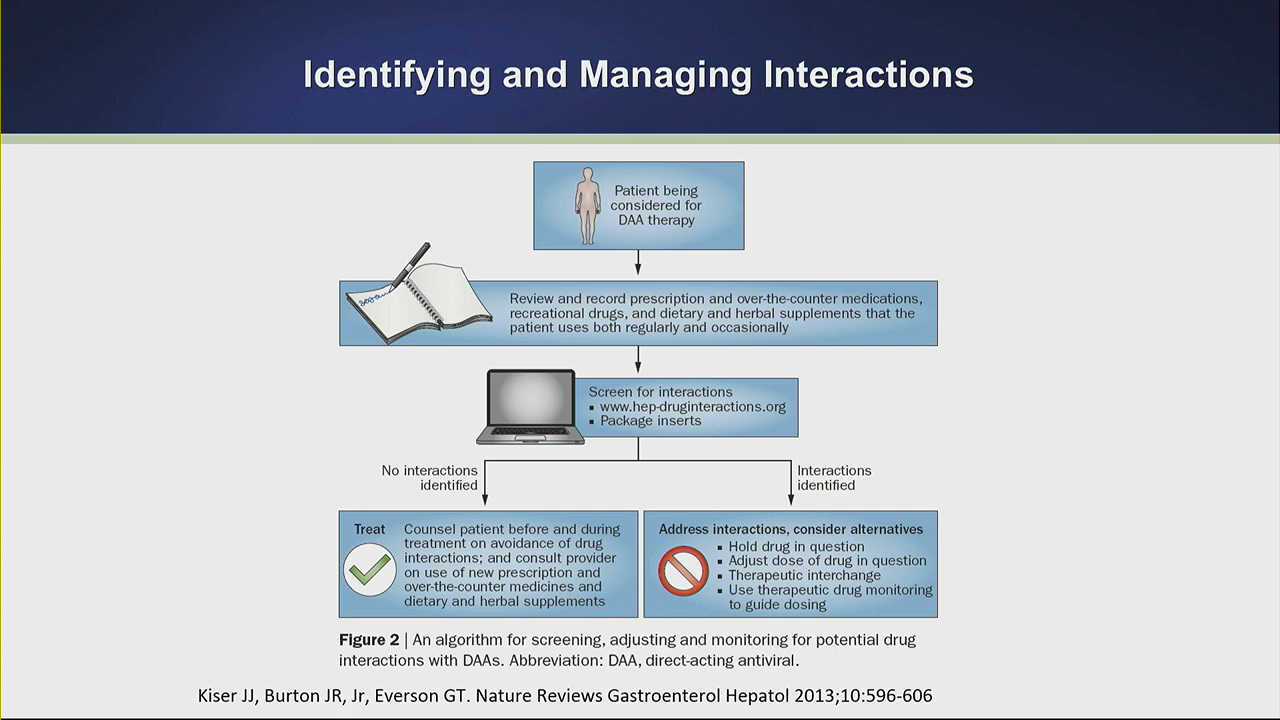 Identifying and Managing Interactions
Patient being
considered for
DAA therapy
Review and record prescription and over-the-counter medications,
recreational drugs, and dietary and herbal supplements that the
patient uses both regularly and occasionally
Screen for interactions
▪ www.hep-druginteractions.org
▪ Package inserts
No interactions
identified
Interactions
identified
Treat
Counsel patient before and during
treatment on avoidance of drug
interactions; and consult provider
on use of new prescription and
over-the-counter medicines and
dietary and herbal supplements
Address interactions, consider alternatives
▪ Hold drug in question
▪ Adjust dose of drug in question
▪ Therapeutic interchange
▪ Use therapeutic drug monitoring
to guide dosing
Figure 2 | An algorithm for screening, adjusting and monitoring for potential drug
interactions with DAAs. Abbreviation: DAA, direct-acting antiviral.
Kiser JJ, Burton JR, Jr, Everson GT. Nature Reviews Gastroenterol Hepatol 2013;10:596-606